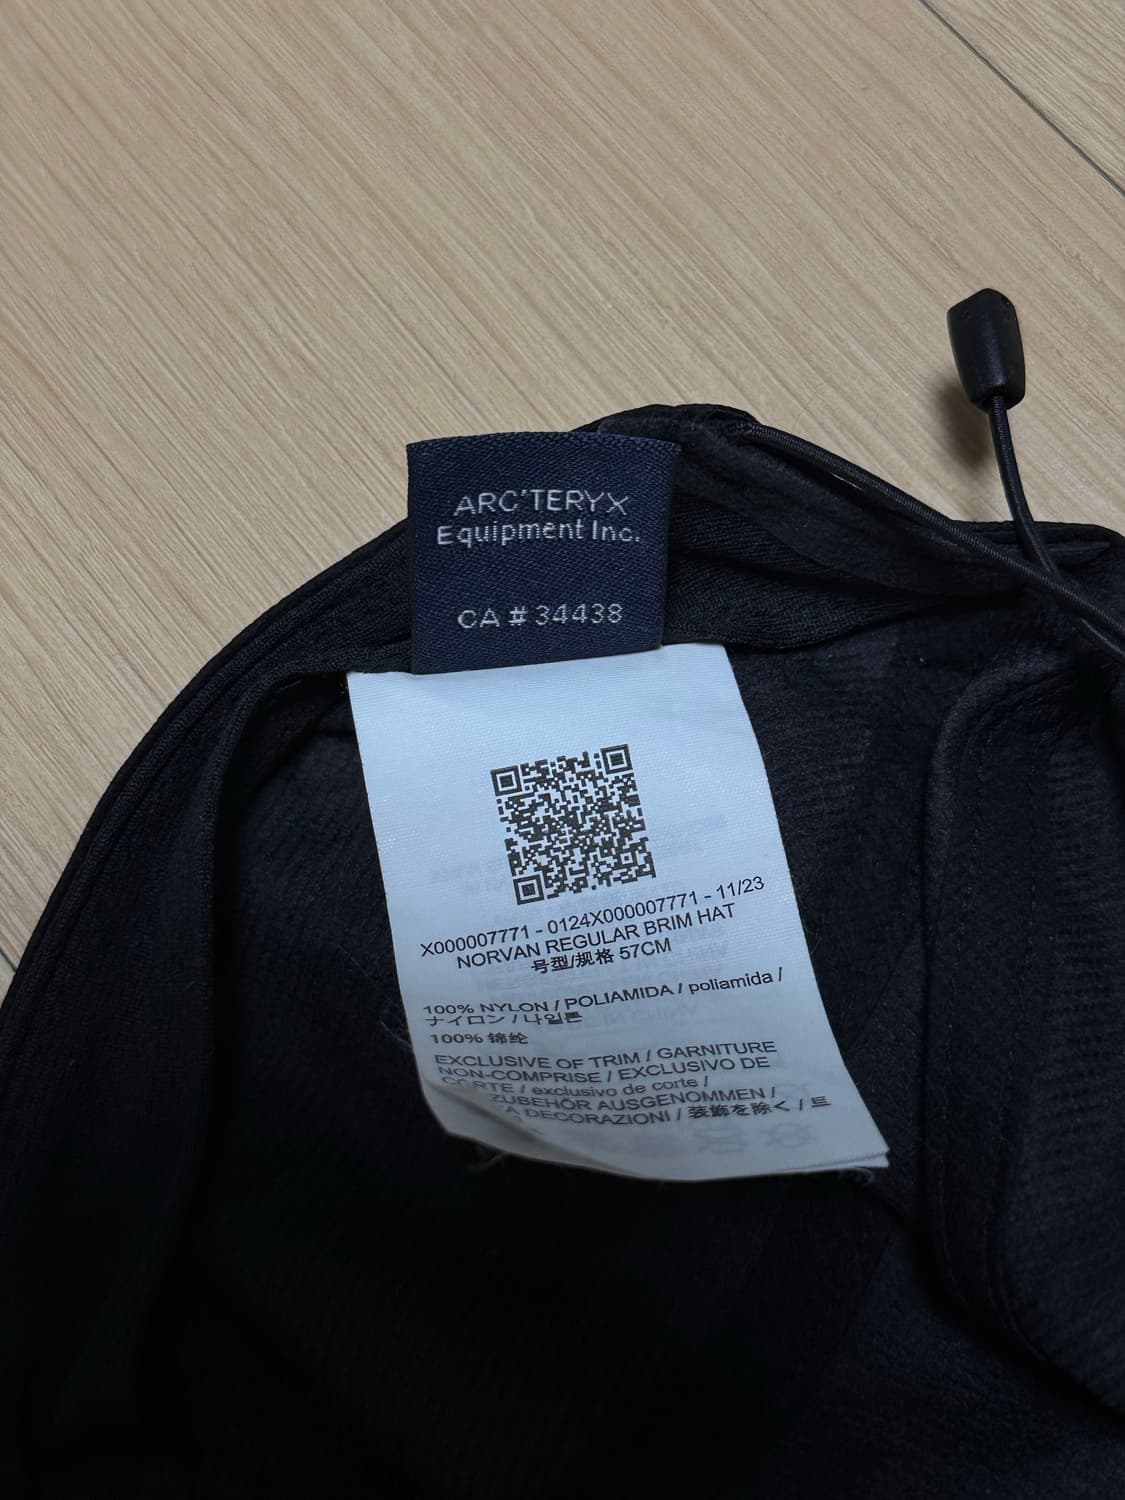 ARC'TERYX
Equipment Inc.
CA # 34438
X000007771 - 0124X000007771 - 11/23
NORVAN REGULAR BRIM HAT
号型/规格 57CM
100% NYLON / POLIAMIDA / poliamida /
ナイロン / 나일론
100% 锦纶
EXCLUSIVE OF TRIM / GARNITURE
NON-COMPRISE / EXCLUSIVO DE
CORTE / exclusivo de corte /
ZUBEHÖR AUSGENOMMEN /
DECORAZIONI / 装飾を除く / 트